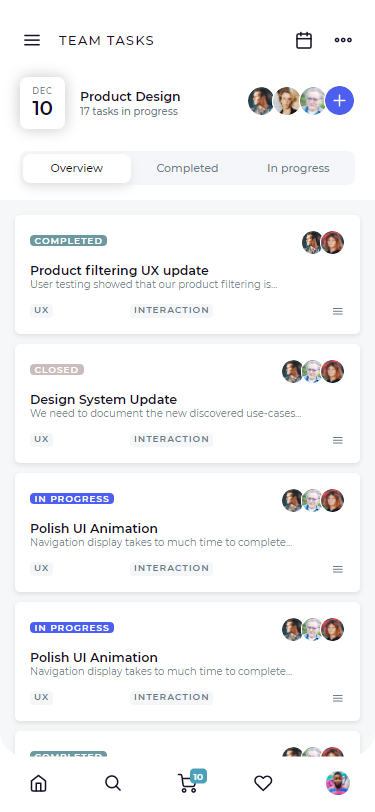 TEAM TASKS
DEC
10
Product Design
17 tasks in progress
Overview
Completed
In progress
COMPLETED
Product filtering UX update
User testing showed that our product filtering is...
UX
INTERACTION
CLOSED
Design System Update
We need to document the new discovered use-cases...
UX
INTERACTION
IN PROGRESS
Polish UI Animation
Navigation display takes to much time to complete...
UX
INTERACTION
IN PROGRESS
Polish UI Animation
Navigation display takes to much time to complete...
UX
INTERACTION
COMPLETED
10